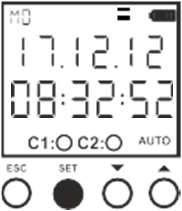 MO
17.12.12
08:32:52
C1: C2: AUTO
ESC SET